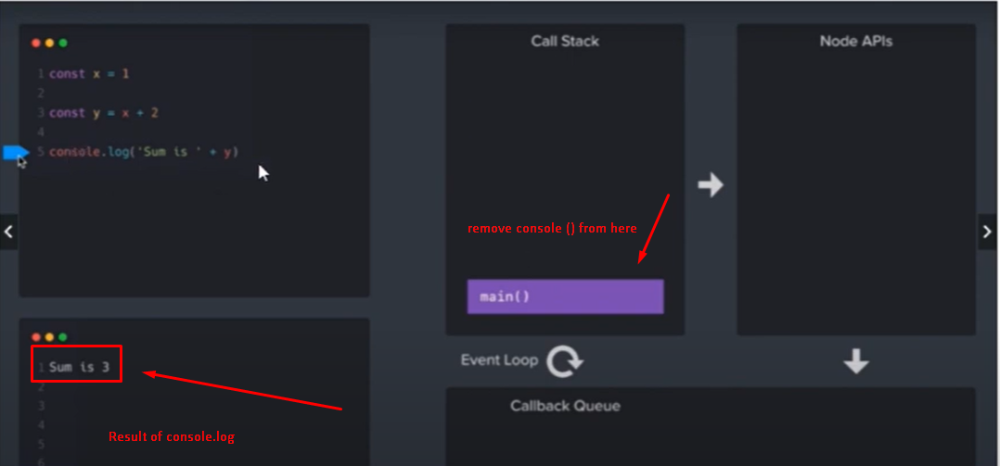 Call Stack
Node APIs
1 const x = 1
2
3 const y = x + 2
4
5 console.log('Sum is ' + y)
remove console () from here
main()
1 Sum is 3
2
3
4
5
6
Result of console.log
Event Loop
Callback Queue